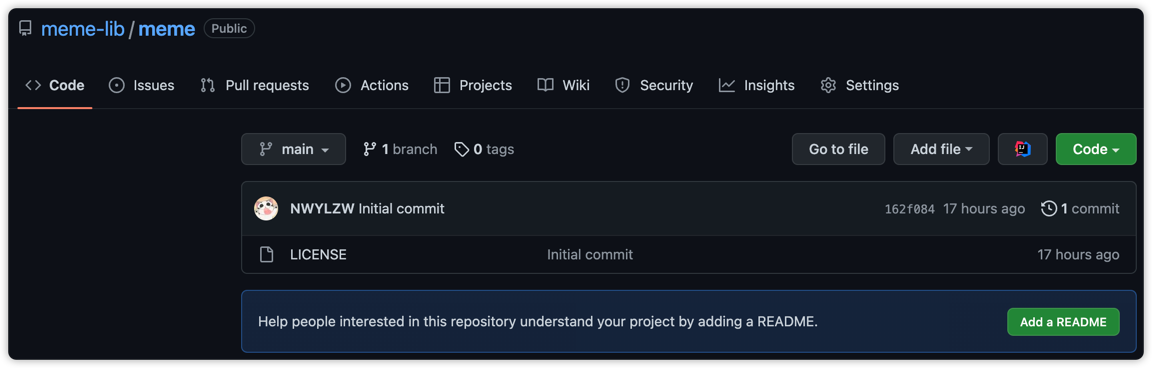 meme-lib / meme Public
Code Issues Pull requests Actions Projects Wiki Security Insights Settings
main 1 branch 0 tags Go to file Add file Code
NWYLZW Initial commit 162f084 17 hours ago 1 commit
LICENSE Initial commit 17 hours ago
Help people interested in this repository understand your project by adding a README. Add a README